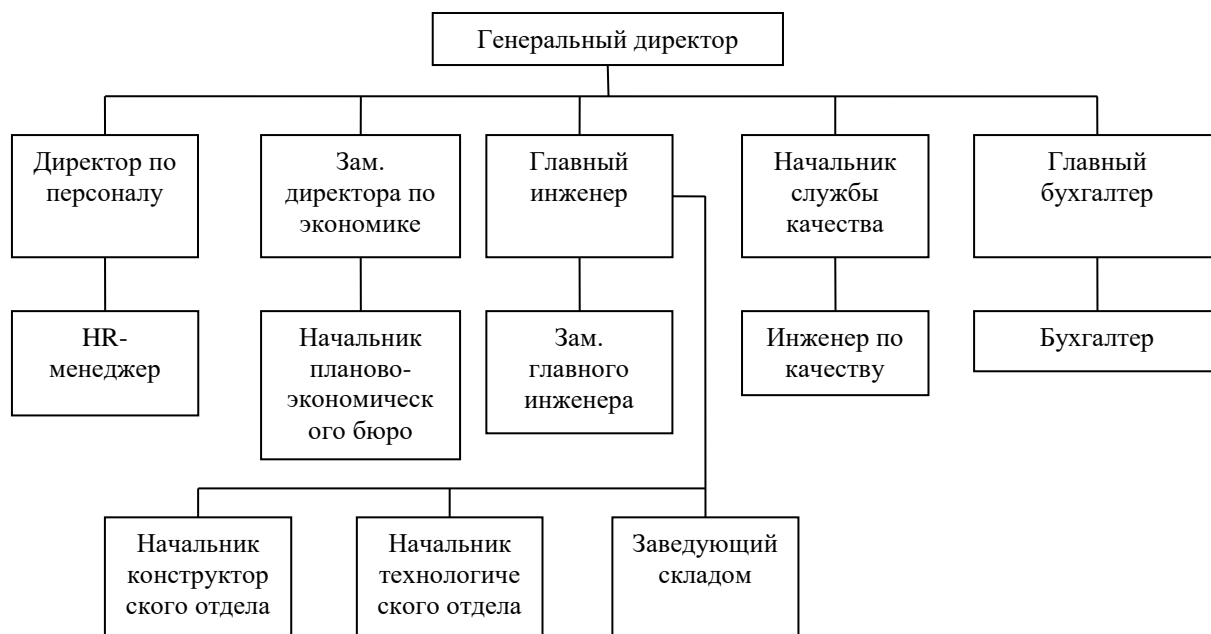 Генеральный директор
Директор по
персоналу
Зам.
директора по
экономике
Главный
инженер
Начальник
службы
качества
Главный
бухгалтер
HR-
менеджер
Начальник
планово-
экономическ
ого бюро
Зам.
главного
инженера
Инженер по
качеству
Бухгалтер
Начальник
конструктор
ского отдела
Начальник
технологиче
ского отдела
Заведующий
складом